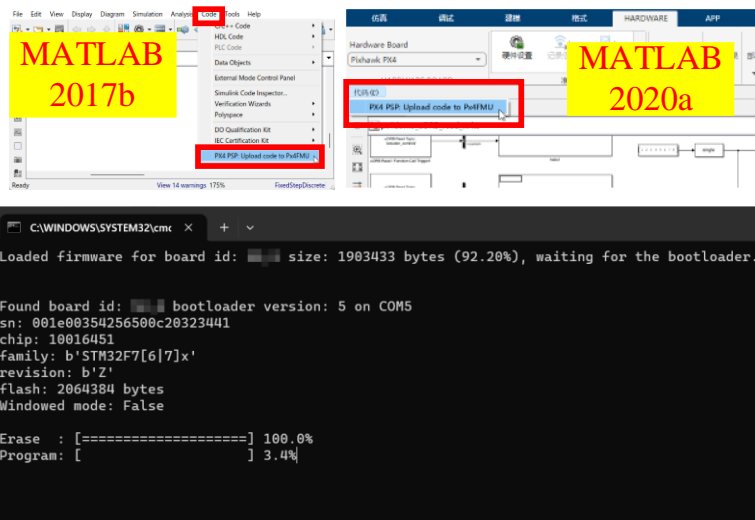 File Edit View Display Diagram Simulation Analysis Code Tools Help
C/C++ Code
HDL Code
PLC Code
Data Objects
External Mode Control Panel
Simulink Code Inspector...
Verification Wizards
Polyspace
DO Qualification Kit
IEC Certification Kit
PX4 PSP: Upload code to Px4FMU
Ready View 14 warnings 175% FixedStepDiscrete
MATLAB
2017b
仿真 调试 建模 格式 HARDWARE APP
Hardware Board
Pixhawk PX4
硬件设置
HARDWARE BOARD
代码(C)
PX4 PSP: Upload code to Px4FMU
single
MATLAB
2020a
C:\WINDOWS\SYSTEM32\cmc
Loaded firmware for board id: size: 1903433 bytes (92.20%), waiting for the bootloader.
Found board id: bootloader version: 5 on COM5
sn: 001e00354256500c20323441
chip: 10016451
family: b'STM32F7[6|7]x'
revision: b'Z'
flash: 2064384 bytes
Windowed mode: False
Erase : [====================] 100.0%
Program: [ ] 3.4%